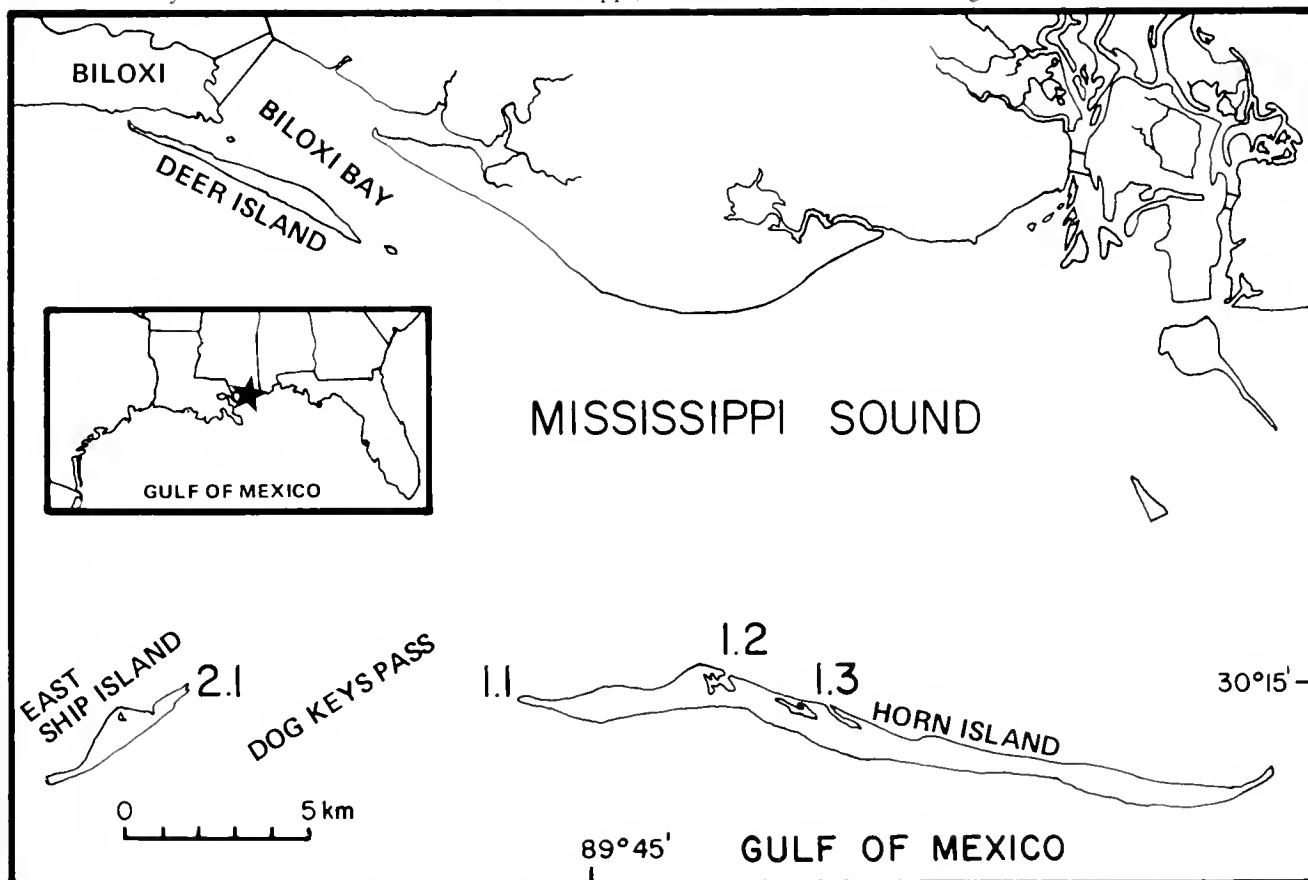 BILOXI
BILOXI BAY
DEER ISLAND
GULF OF MEXICO
MISSISSIPPI SOUND
EAST
SHIP ISLAND
2.1
DOG KEYS PASS
1.1
1.2
1.3
HORN ISLAND
30°15'
0 5 km
89°45'
GULF OF MEXICO